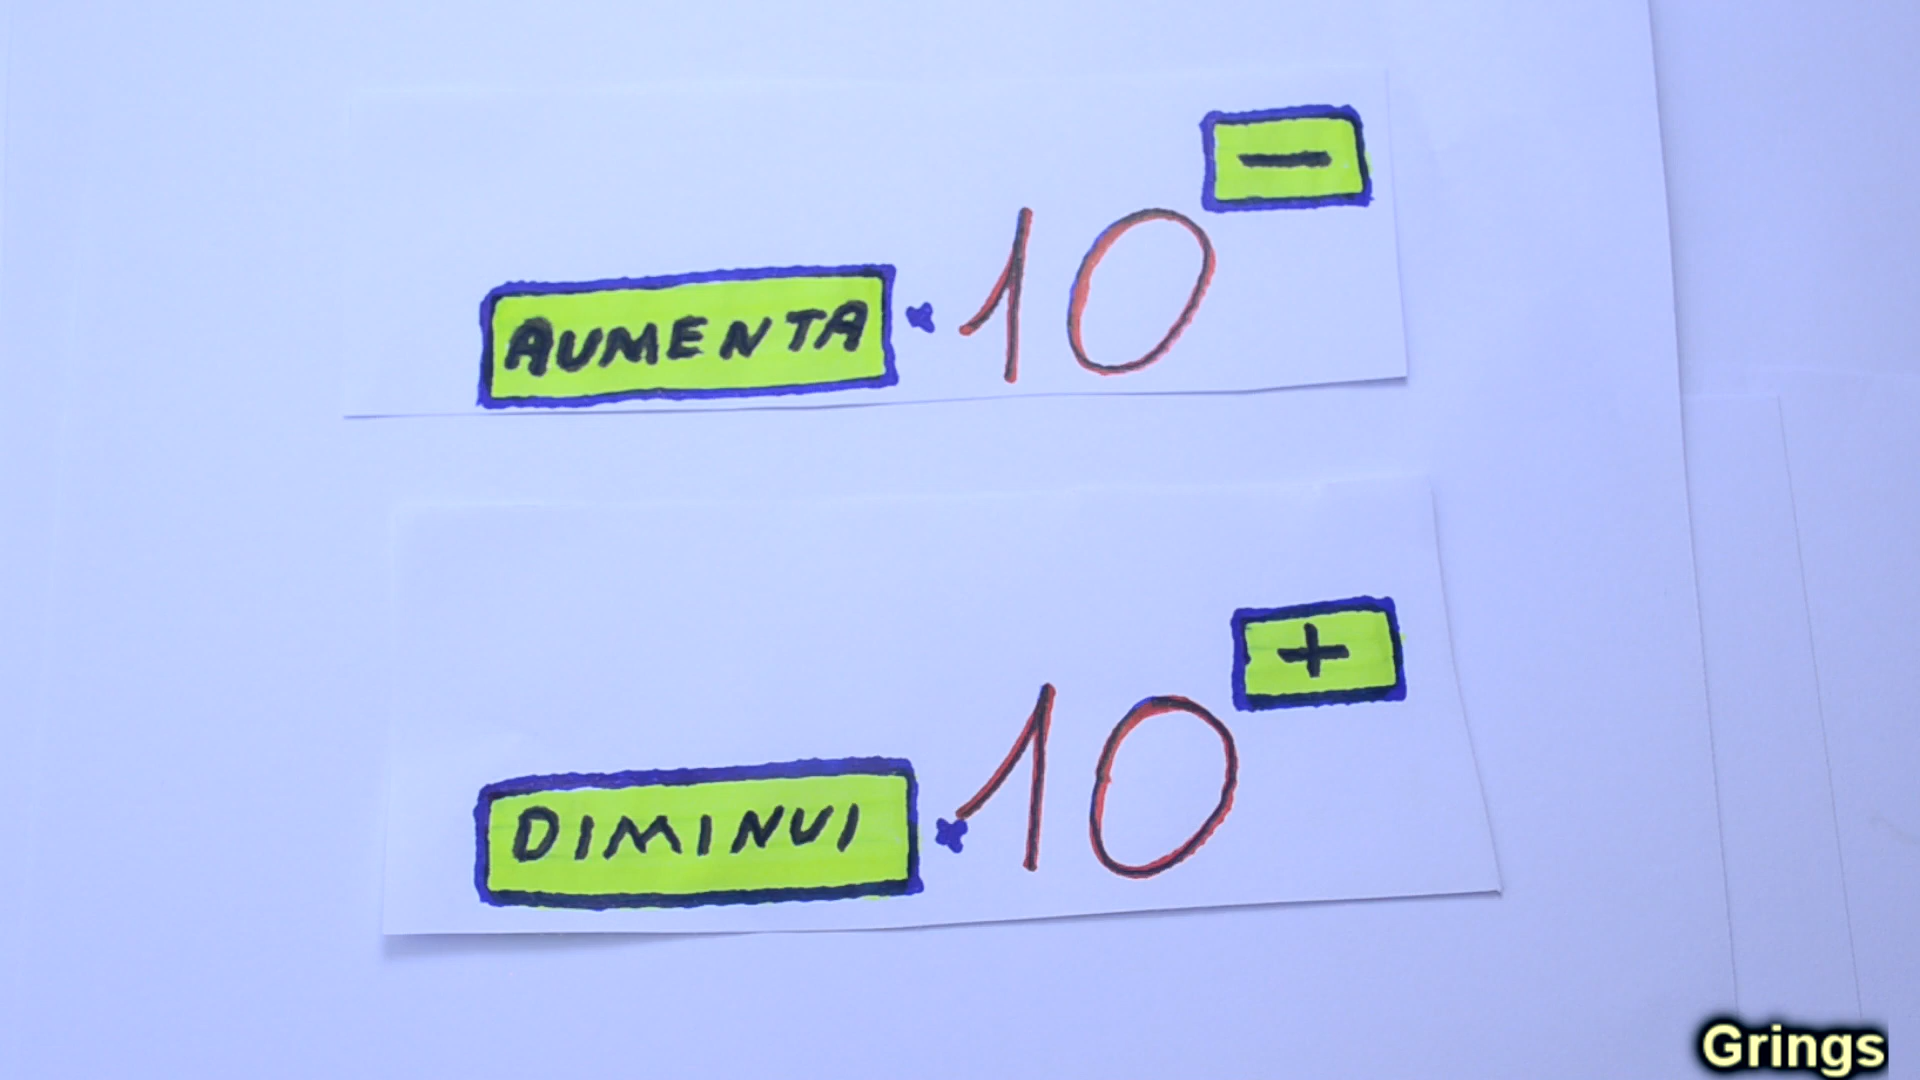 AUMENTA . 10 −
DIMINUI . 10 +
Grings